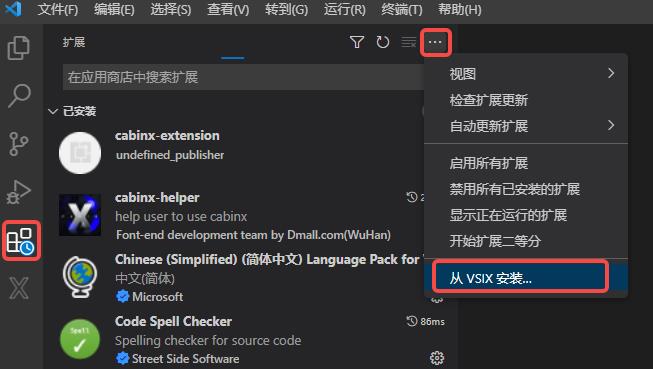 文件(F) 编辑(E) 选择(S) 查看(V) 转到(G) 运行(R) 终端(T) 帮助(H)
扩展
在应用商店中搜索扩展
已安装
cabinx-extension
undefined_publisher
cabinx-helper
help user to use cabinx
Font-end development team by Dmall.com(WuHan)
Chinese (Simplified) (简体中文) Language Pack for
中文(简体)
Microsoft
Code Spell Checker 86ms
Spelling checker for source code
Street Side Software
Spell
视图
检查扩展更新
自动更新扩展
启用所有扩展
禁用所有已安装的扩展
显示正在运行的扩展
开始扩展二等分
从 VSIX 安装...